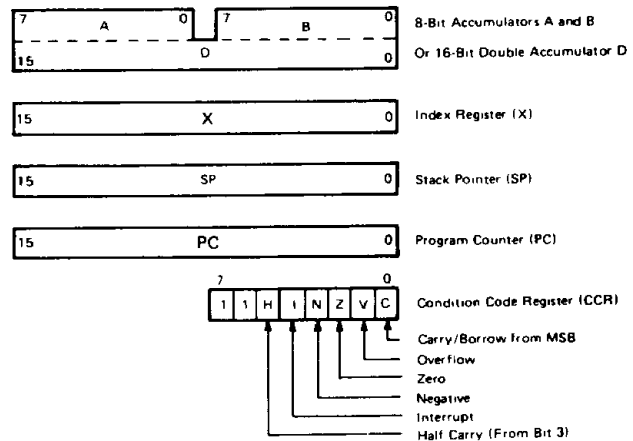 7 A 0 7 B 0 8-Bit Accumulators A and B
15 D 0 Or 16-Bit Double Accumulator D
15 X 0 Index Register (X)
15 SP 0 Stack Pointer (SP)
15 PC 0 Program Counter (PC)
7 0
1 1 H I N Z V C Condition Code Register (CCR)
Carry/Borrow from MSB
Overflow
Zero
Negative
Interrupt
Half Carry (From Bit 3)